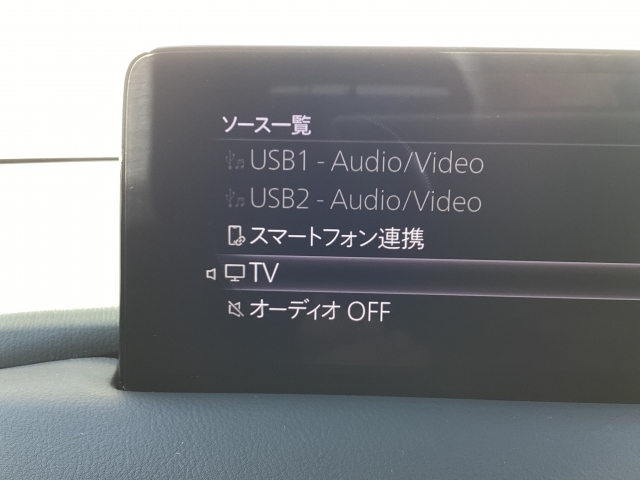 ソース一覧
USB1 - Audio/Video
USB2 - Audio/Video
スマートフォン連携
TV
オーディオ OFF